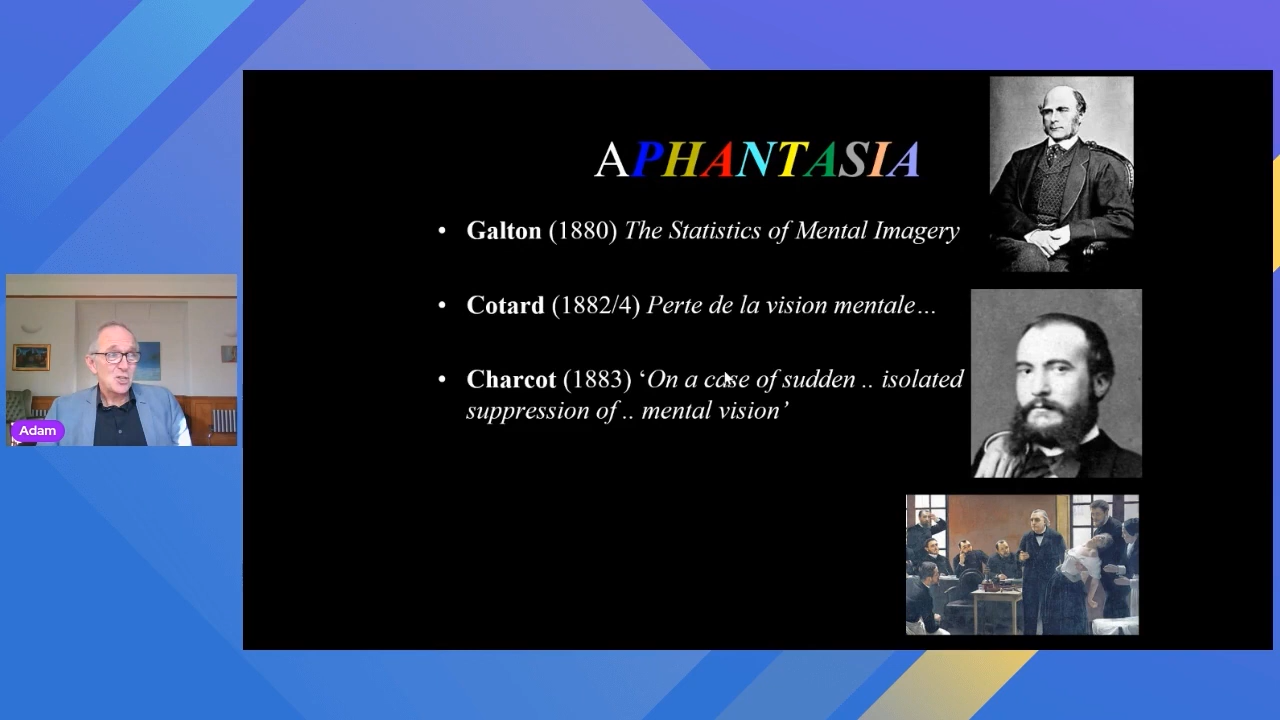 APHANTASIA
• Galton (1880) The Statistics of Mental Imagery
• Cotard (1882/4) Perte de la vision mentale…
• Charcot (1883) ‘On a case of sudden .. isolated
suppression of .. mental vision’
Adam